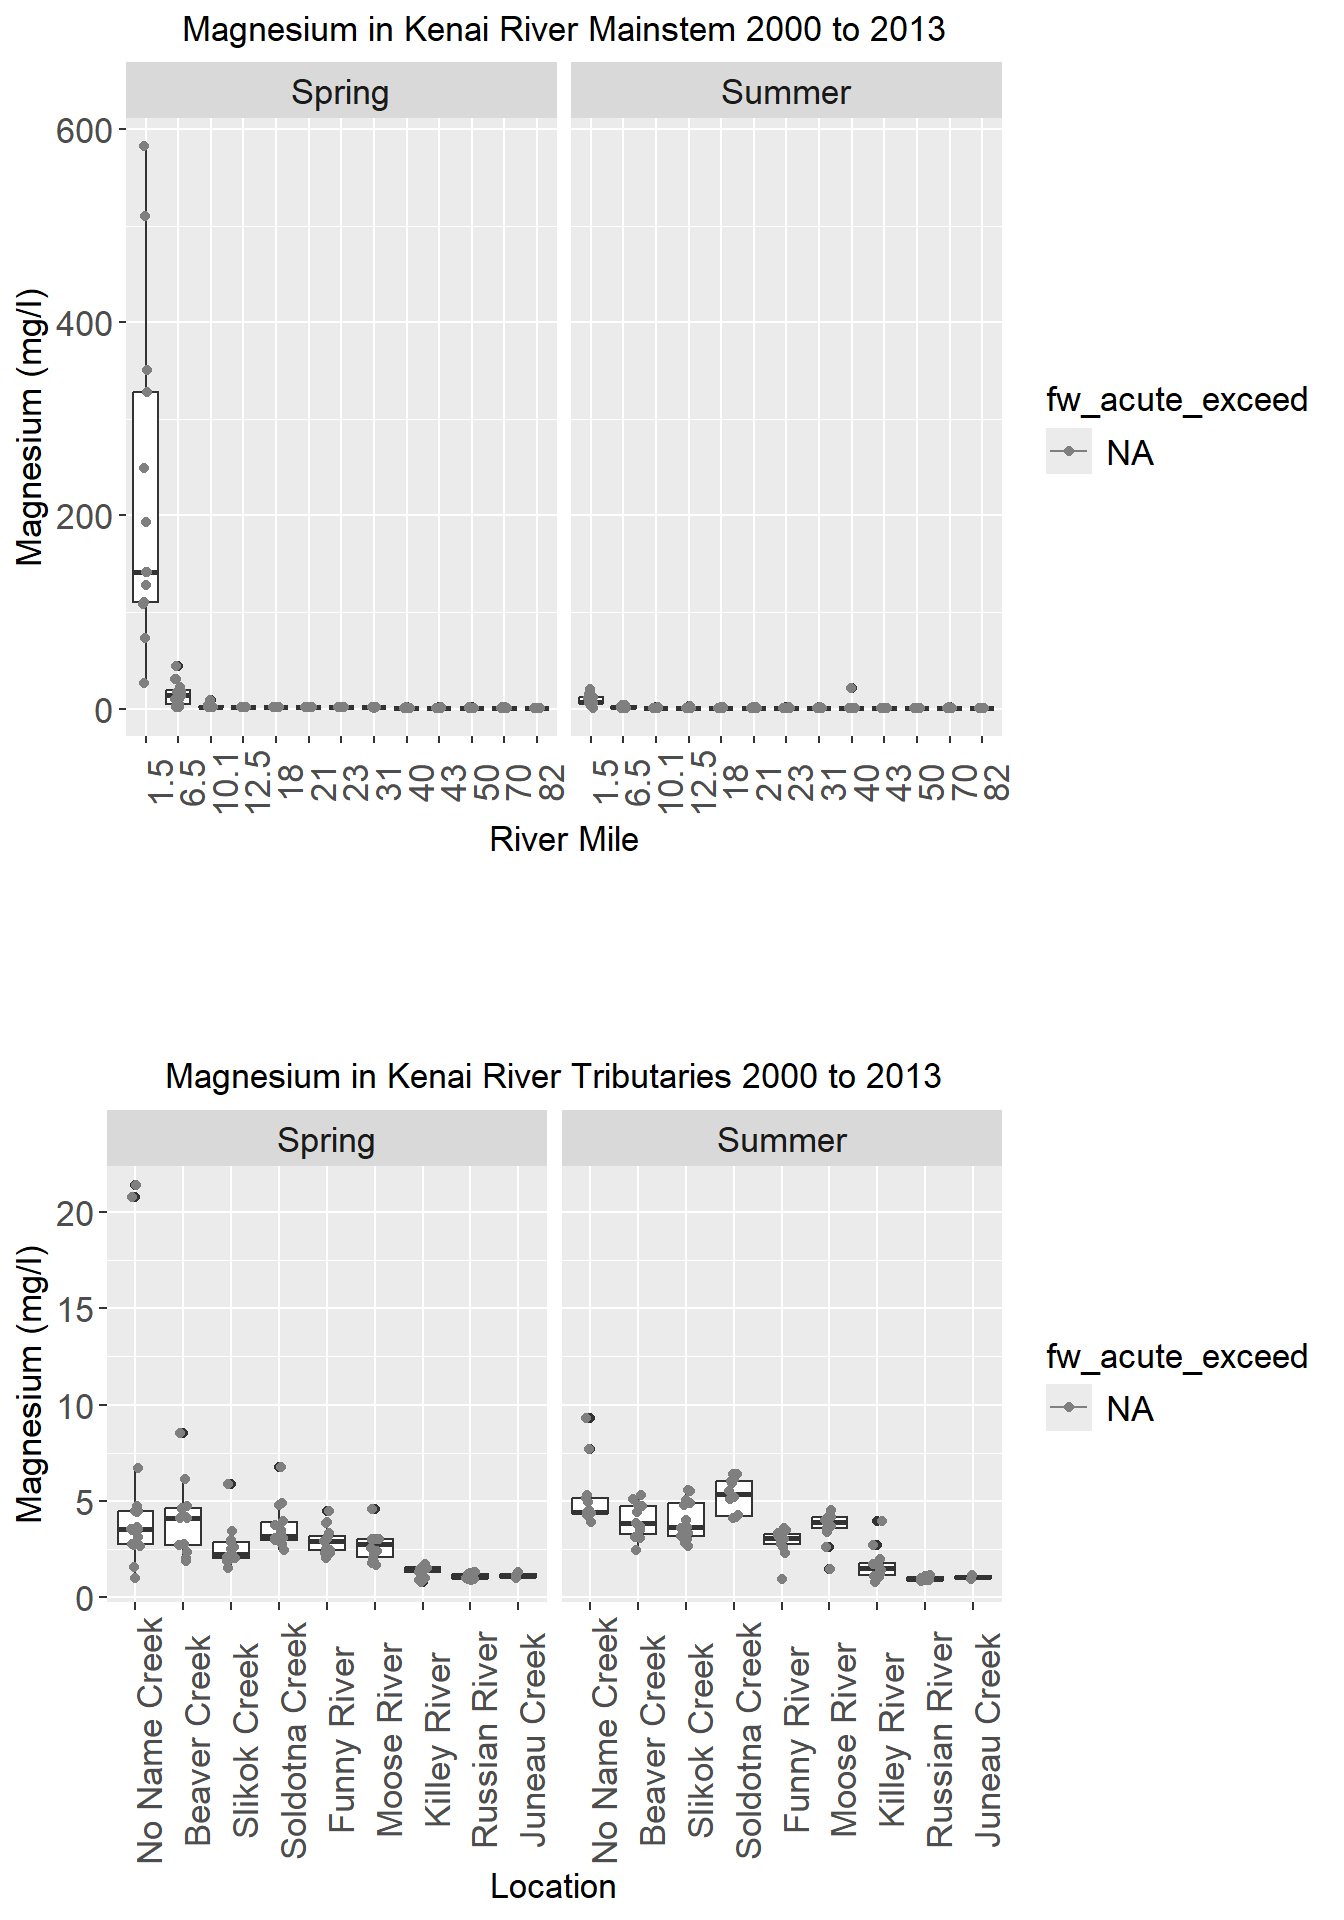 Magnesium in Kenai River Mainstem 2000 to 2013
Spring
Summer
Magnesium (mg/l)
600
400
200
0
1.5
6.5
10.1
12.5
18
21
23
31
40
43
50
70
82
1.5
6.5
10.1
12.5
18
21
23
31
40
43
50
70
82
River Mile
fw_acute_exceed
NA
Magnesium in Kenai River Tributaries 2000 to 2013
Spring
Summer
Magnesium (mg/l)
20
15
10
5
0
No Name Creek
Beaver Creek
Slikok Creek
Soldotna Creek
Funny River
Moose River
Killey River
Russian River
Juneau Creek
No Name Creek
Beaver Creek
Slikok Creek
Soldotna Creek
Funny River
Moose River
Killey River
Russian River
Juneau Creek
Location
fw_acute_exceed
NA